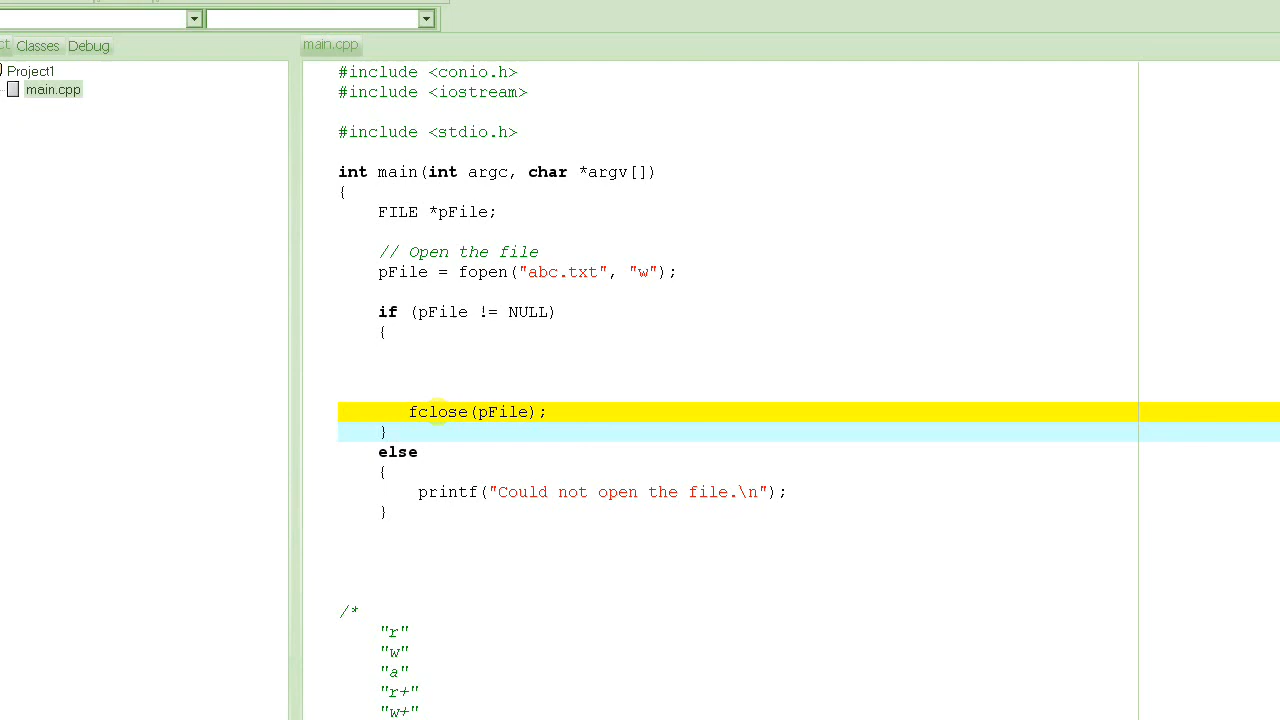 Classes Debug
main.cpp
Project1
main.cpp
#include <conio.h>
#include <iostream>
#include <stdio.h>
int main(int argc, char *argv[])
{
FILE *pFile;
// Open the file
pFile = fopen("abc.txt", "w");
if (pFile != NULL)
{
fclose(pFile);
}
else
{
printf("Could not open the file.\n");
}
/*
"r"
"w"
"a"
"r+"
"w+"